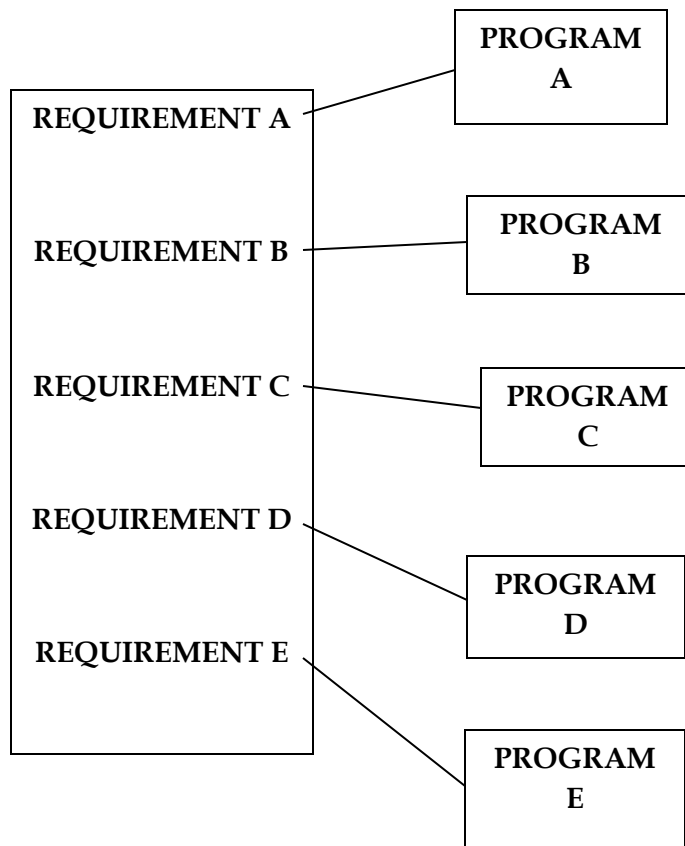 PROGRAM
A
REQUIREMENT A
PROGRAM
B
REQUIREMENT B
REQUIREMENT C
PROGRAM
C
REQUIREMENT D
PROGRAM
D
REQUIREMENT E
PROGRAM
E